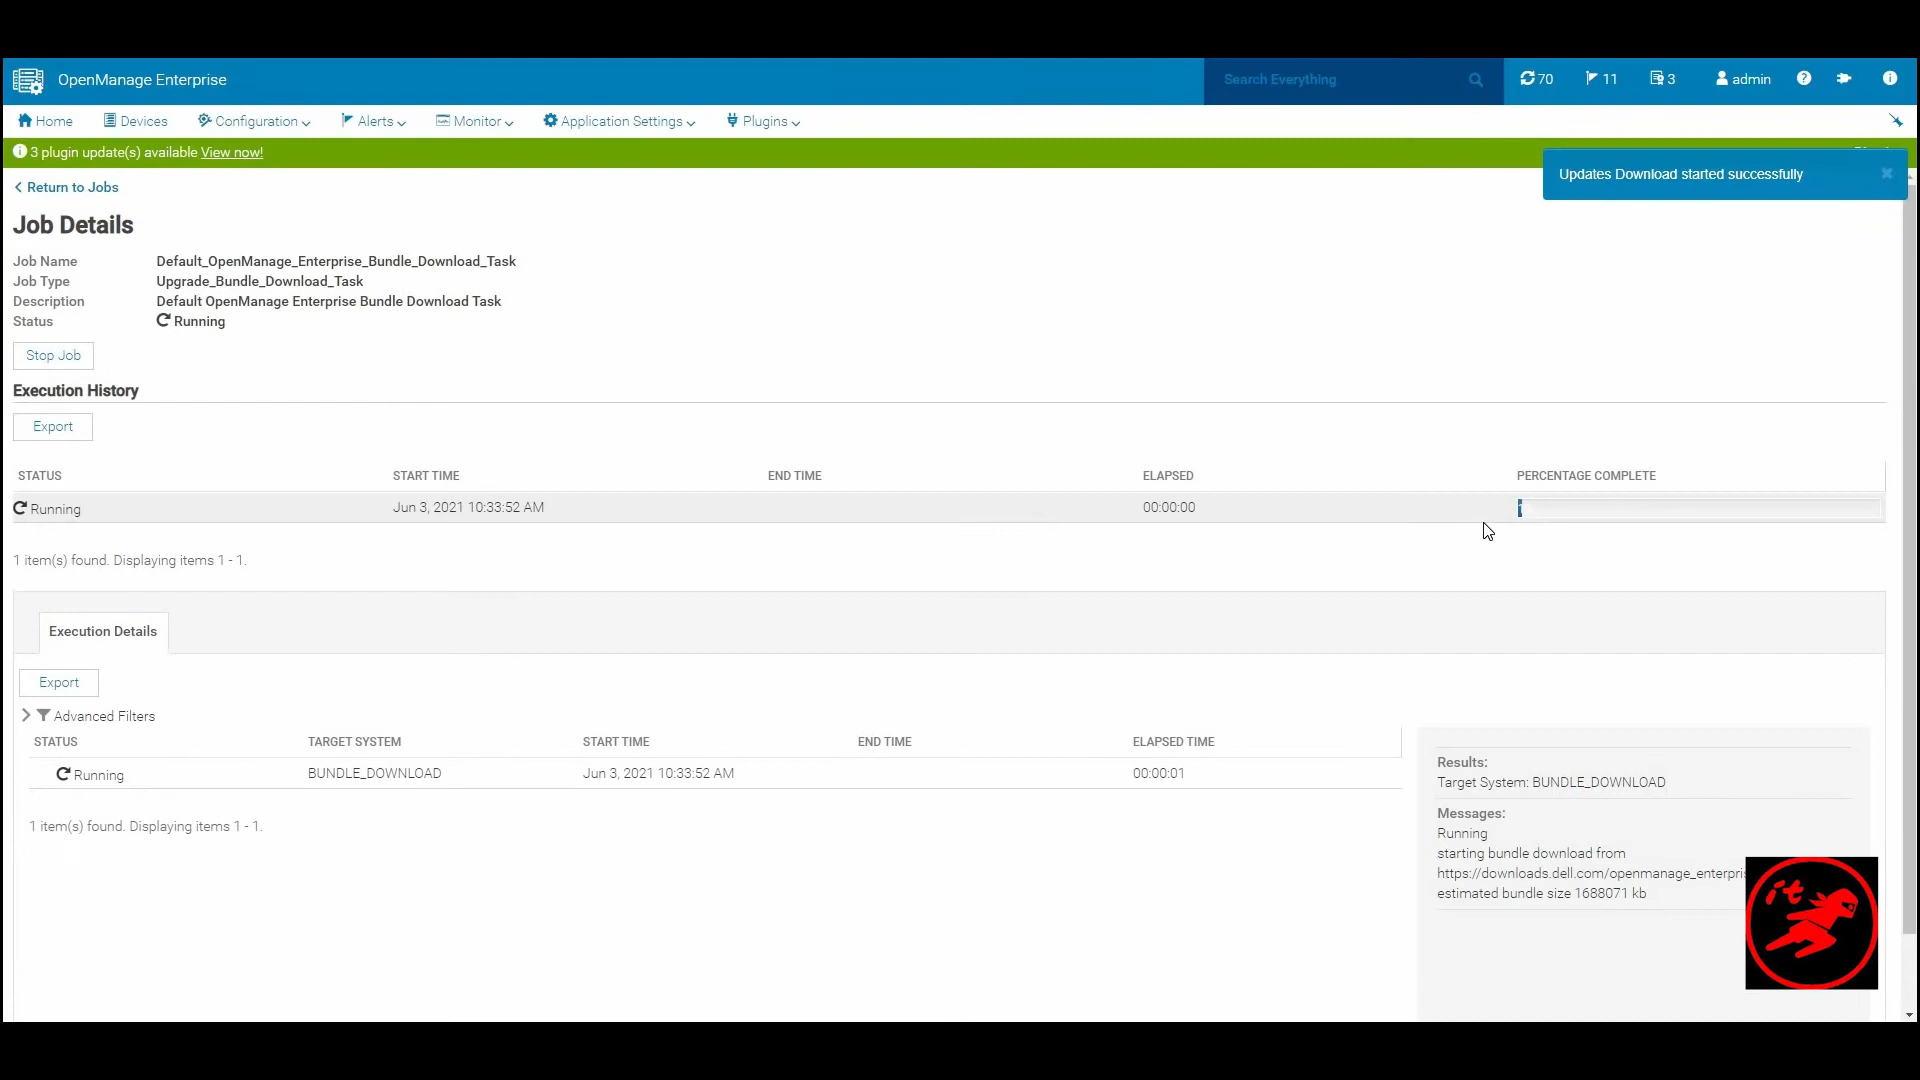 OpenManage Enterprise
Search Everything
70
11
3
admin
Home
Devices
Configuration
Alerts
Monitor
Application Settings
Plugins
3 plugin update(s) available View now!
Updates Download started successfully
Return to Jobs
Job Details
Job Name Default_OpenManage_Enterprise_Bundle_Download_Task
Job Type Upgrade_Bundle_Download_Task
Description Default OpenManage Enterprise Bundle Download Task
Status Running
Stop Job
Execution History
Export
STATUS START TIME END TIME ELAPSED PERCENTAGE COMPLETE
Running Jun 3, 2021 10:33:52 AM 00:00:00
1 item(s) found. Displaying items 1 - 1.
Execution Details
Export
Advanced Filters
STATUS TARGET SYSTEM START TIME END TIME ELAPSED TIME
Running BUNDLE_DOWNLOAD Jun 3, 2021 10:33:52 AM 00:00:01
1 item(s) found. Displaying items 1 - 1.
Results:
Target System: BUNDLE_DOWNLOAD
Messages:
Running
starting bundle download from
https://downloads.dell.com/openmanage_enterpris
estimated bundle size 1688071 kb
it